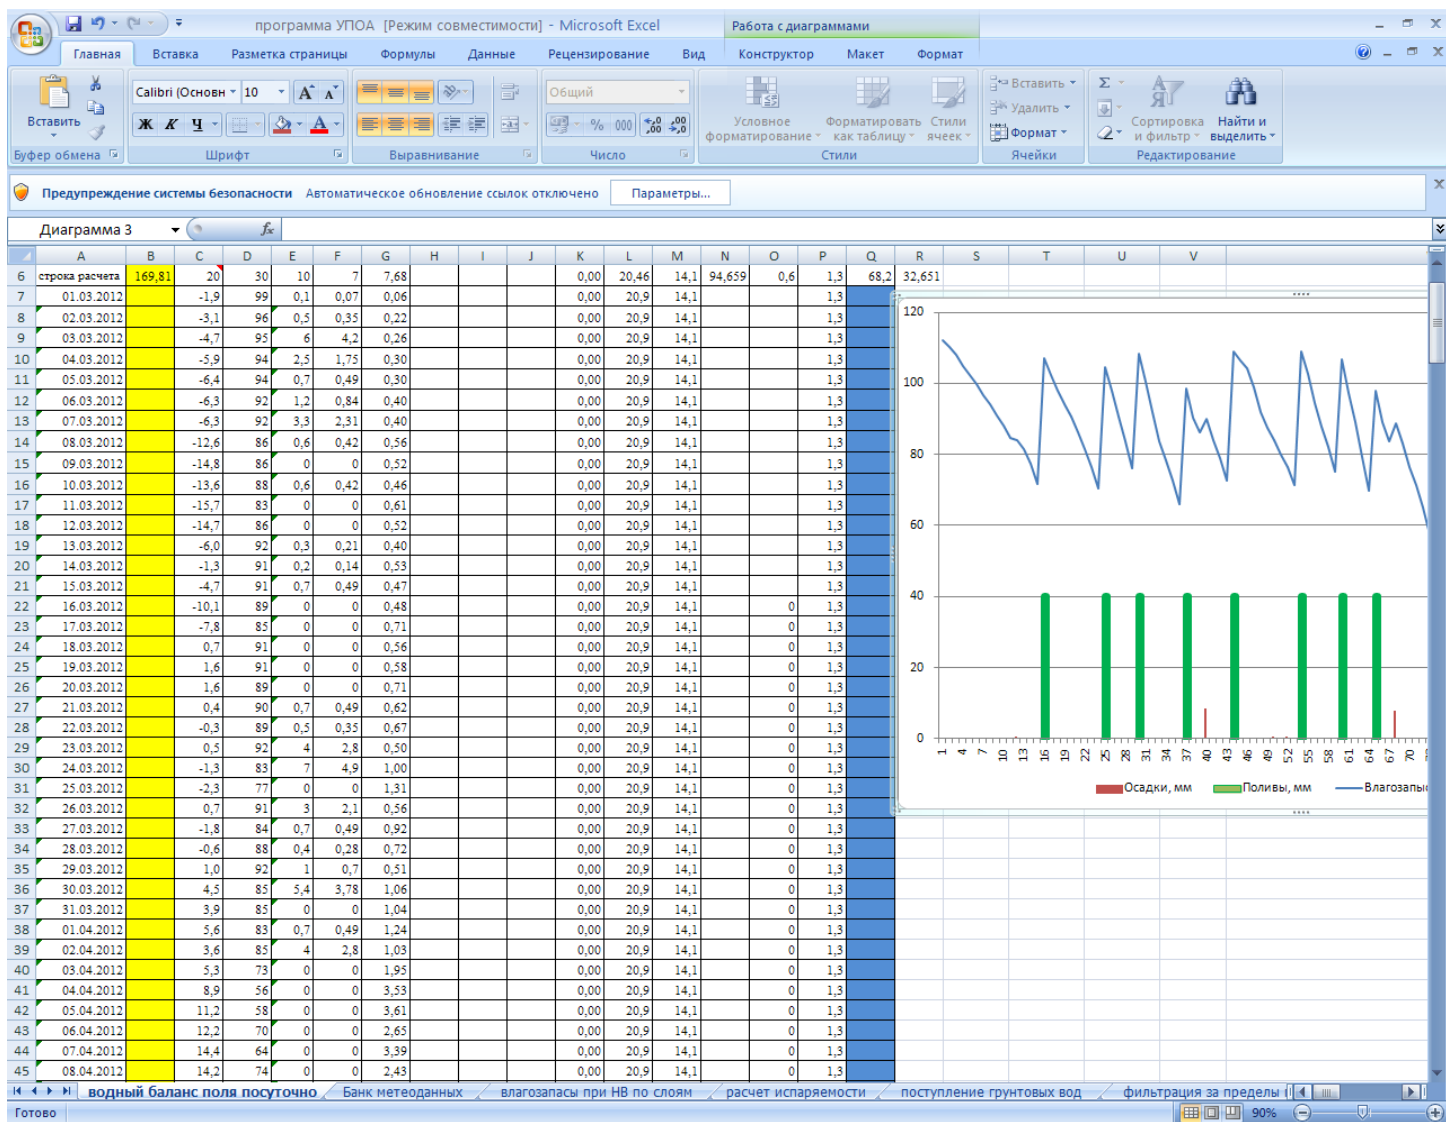 программа УПОА [Режим совместимости] - Microsoft Excel
Работа с диаграммами
Главная Вставка Разметка страницы Формулы Данные Рецензирование Вид Конструктор Макет Формат
Вставить
Calibri (Основн 10
Ж К Ч
Общий
% 000
Условное форматирование
Форматировать как таблицу
Стили ячеек
Вставить
Удалить
Формат
Σ
Сортировка и фильтр
Найти и выделить
Буфер обмена Шрифт Выравнивание Число Стили Ячейки Редактирование
Предупреждение системы безопасности Автоматическое обновление ссылок отключено Параметры...
Диаграмма 3 fx
A B C D E F G H I J K L M N O P Q R S T U V
6 строка расчета 169,81 20 30 10 7 7,68 0,00 20,46 14,1 94,659 0,6 1,3 68,2 32,651
7 01.03.2012 -1,9 99 0,1 0,07 0,06 0,00 20,9 14,1 1,3
8 02.03.2012 -3,1 96 0,5 0,35 0,22 0,00 20,9 14,1 1,3
9 03.03.2012 -4,7 95 6 4,2 0,26 0,00 20,9 14,1 1,3
10 04.03.2012 -5,9 94 2,5 1,75 0,30 0,00 20,9 14,1 1,3
11 05.03.2012 -6,4 94 0,7 0,49 0,30 0,00 20,9 14,1 1,3
12 06.03.2012 -6,3 92 1,2 0,84 0,40 0,00 20,9 14,1 1,3
13 07.03.2012 -6,3 92 3,3 2,31 0,40 0,00 20,9 14,1 1,3
14 08.03.2012 -12,6 86 0,6 0,42 0,56 0,00 20,9 14,1 1,3
15 09.03.2012 -14,8 86 0 0 0,52 0,00 20,9 14,1 1,3
16 10.03.2012 -13,6 88 0,6 0,42 0,46 0,00 20,9 14,1 1,3
17 11.03.2012 -15,7 83 0 0 0,61 0,00 20,9 14,1 1,3
18 12.03.2012 -14,7 86 0 0 0,52 0,00 20,9 14,1 1,3
19 13.03.2012 -6,0 92 0,3 0,21 0,40 0,00 20,9 14,1 1,3
20 14.03.2012 -1,3 91 0,2 0,14 0,53 0,00 20,9 14,1 1,3
21 15.03.2012 -4,7 91 0,7 0,49 0,47 0,00 20,9 14,1 1,3
22 16.03.2012 -10,1 89 0 0 0,48 0,00 20,9 14,1 0 1,3
23 17.03.2012 -7,8 85 0 0 0,71 0,00 20,9 14,1 0 1,3
24 18.03.2012 0,7 91 0 0 0,56 0,00 20,9 14,1 0 1,3
25 19.03.2012 1,6 91 0 0 0,58 0,00 20,9 14,1 0 1,3
26 20.03.2012 1,6 89 0 0 0,71 0,00 20,9 14,1 0 1,3
27 21.03.2012 0,4 90 0,7 0,49 0,62 0,00 20,9 14,1 0 1,3
28 22.03.2012 -0,3 89 0,5 0,35 0,67 0,00 20,9 14,1 0 1,3
29 23.03.2012 0,5 92 4 2,8 0,50 0,00 20,9 14,1 0 1,3
30 24.03.2012 -1,3 83 7 4,9 1,00 0,00 20,9 14,1 0 1,3
31 25.03.2012 -2,3 77 0 0 1,31 0,00 20,9 14,1 0 1,3
32 26.03.2012 0,7 91 3 2,1 0,56 0,00 20,9 14,1 0 1,3
33 27.03.2012 -1,8 84 0,7 0,49 0,92 0,00 20,9 14,1 0 1,3
34 28.03.2012 -0,6 88 0,4 0,28 0,72 0,00 20,9 14,1 0 1,3
35 29.03.2012 1,0 92 1 0,7 0,51 0,00 20,9 14,1 0 1,3
36 30.03.2012 4,5 85 5,4 3,78 1,06 0,00 20,9 14,1 0 1,3
37 31.03.2012 3,9 85 0 0 1,04 0,00 20,9 14,1 0 1,3
38 01.04.2012 5,6 83 0,7 0,49 1,24 0,00 20,9 14,1 0 1,3
39 02.04.2012 3,6 85 4 2,8 1,03 0,00 20,9 14,1 0 1,3
40 03.04.2012 5,3 73 0 0 1,95 0,00 20,9 14,1 0 1,3
41 04.04.2012 8,9 56 0 0 3,53 0,00 20,9 14,1 0 1,3
42 05.04.2012 11,2 58 0 0 3,61 0,00 20,9 14,1 0 1,3
43 06.04.2012 12,2 70 0 0 2,65 0,00 20,9 14,1 0 1,3
44 07.04.2012 14,4 64 0 0 3,39 0,00 20,9 14,1 0 1,3
45 08.04.2012 14,2 74 0 0 2,43 0,00 20,9 14,1 0 1,3
120
100
80
60
40
20
0
1 4 7 10 13 16 19 22 25 28 31 34 37 40 43 46 49 52 55 58 61 64 67 70
Осадки, мм Поливы, мм Влагозапы
водный баланс поля посуточно Банк метеоданных влагозапасы при НВ по слоям расчет испаряемости поступление грунтовых вод фильтрация за пределы
Готово 90%